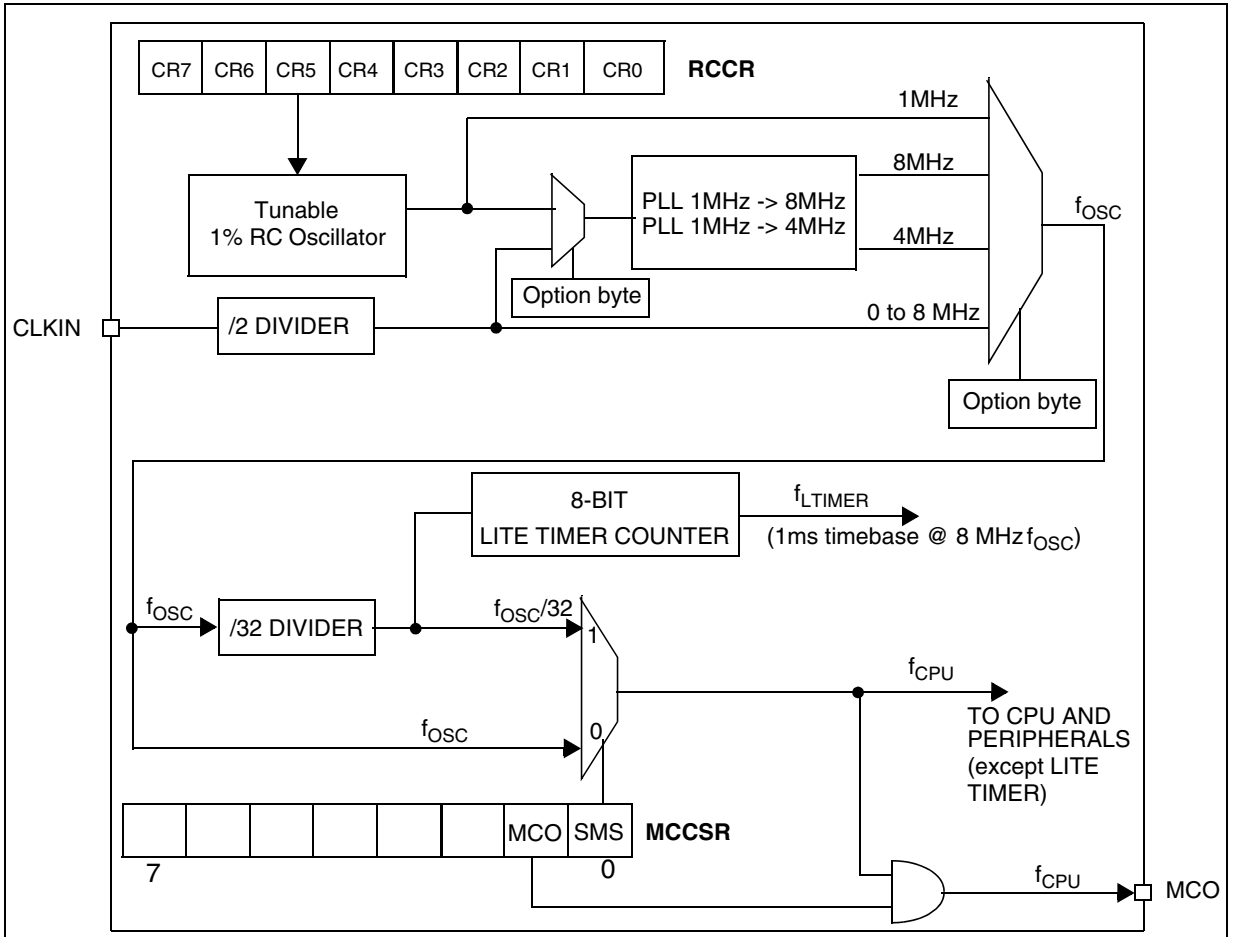 CR7 CR6 CR5 CR4 CR3 CR2 CR1 CR0 RCCR
1MHz
8MHz
Tunable
1% RC Oscillator
PLL 1MHz -> 8MHz
PLL 1MHz -> 4MHz
fOSC
4MHz
Option byte
CLKIN
/2 DIVIDER
0 to 8 MHz
Option byte
8-BIT
LITE TIMER COUNTER
fLTIMER
(1ms timebase @ 8 MHz fOSC)
fOSC
/32 DIVIDER
fOSC/32
1
fCPU
TO CPU AND
PERIPHERALS
(except LITE
TIMER)
fOSC
0
MCO SMS MCCSR
7 0
fCPU
MCO